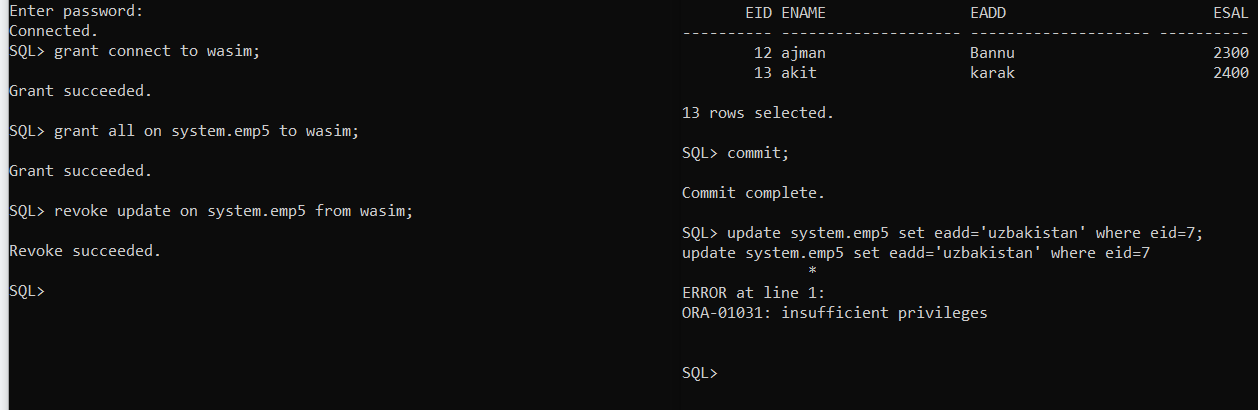 Enter password:
Connected.
SQL> grant connect to wasim;
Grant succeeded.
SQL> grant all on system.emp5 to wasim;
Grant succeeded.
SQL> revoke update on system.emp5 from wasim;
Revoke succeeded.
SQL>
EID ENAME EADD ESAL
---------- -------------------- -------------------- ----------
12 ajman Bannu 2300
13 akit karak 2400
13 rows selected.
SQL> commit;
Commit complete.
SQL> update system.emp5 set eadd='uzbakistan' where eid=7;
update system.emp5 set eadd='uzbakistan' where eid=7
*
ERROR at line 1:
ORA-01031: insufficient privileges
SQL>